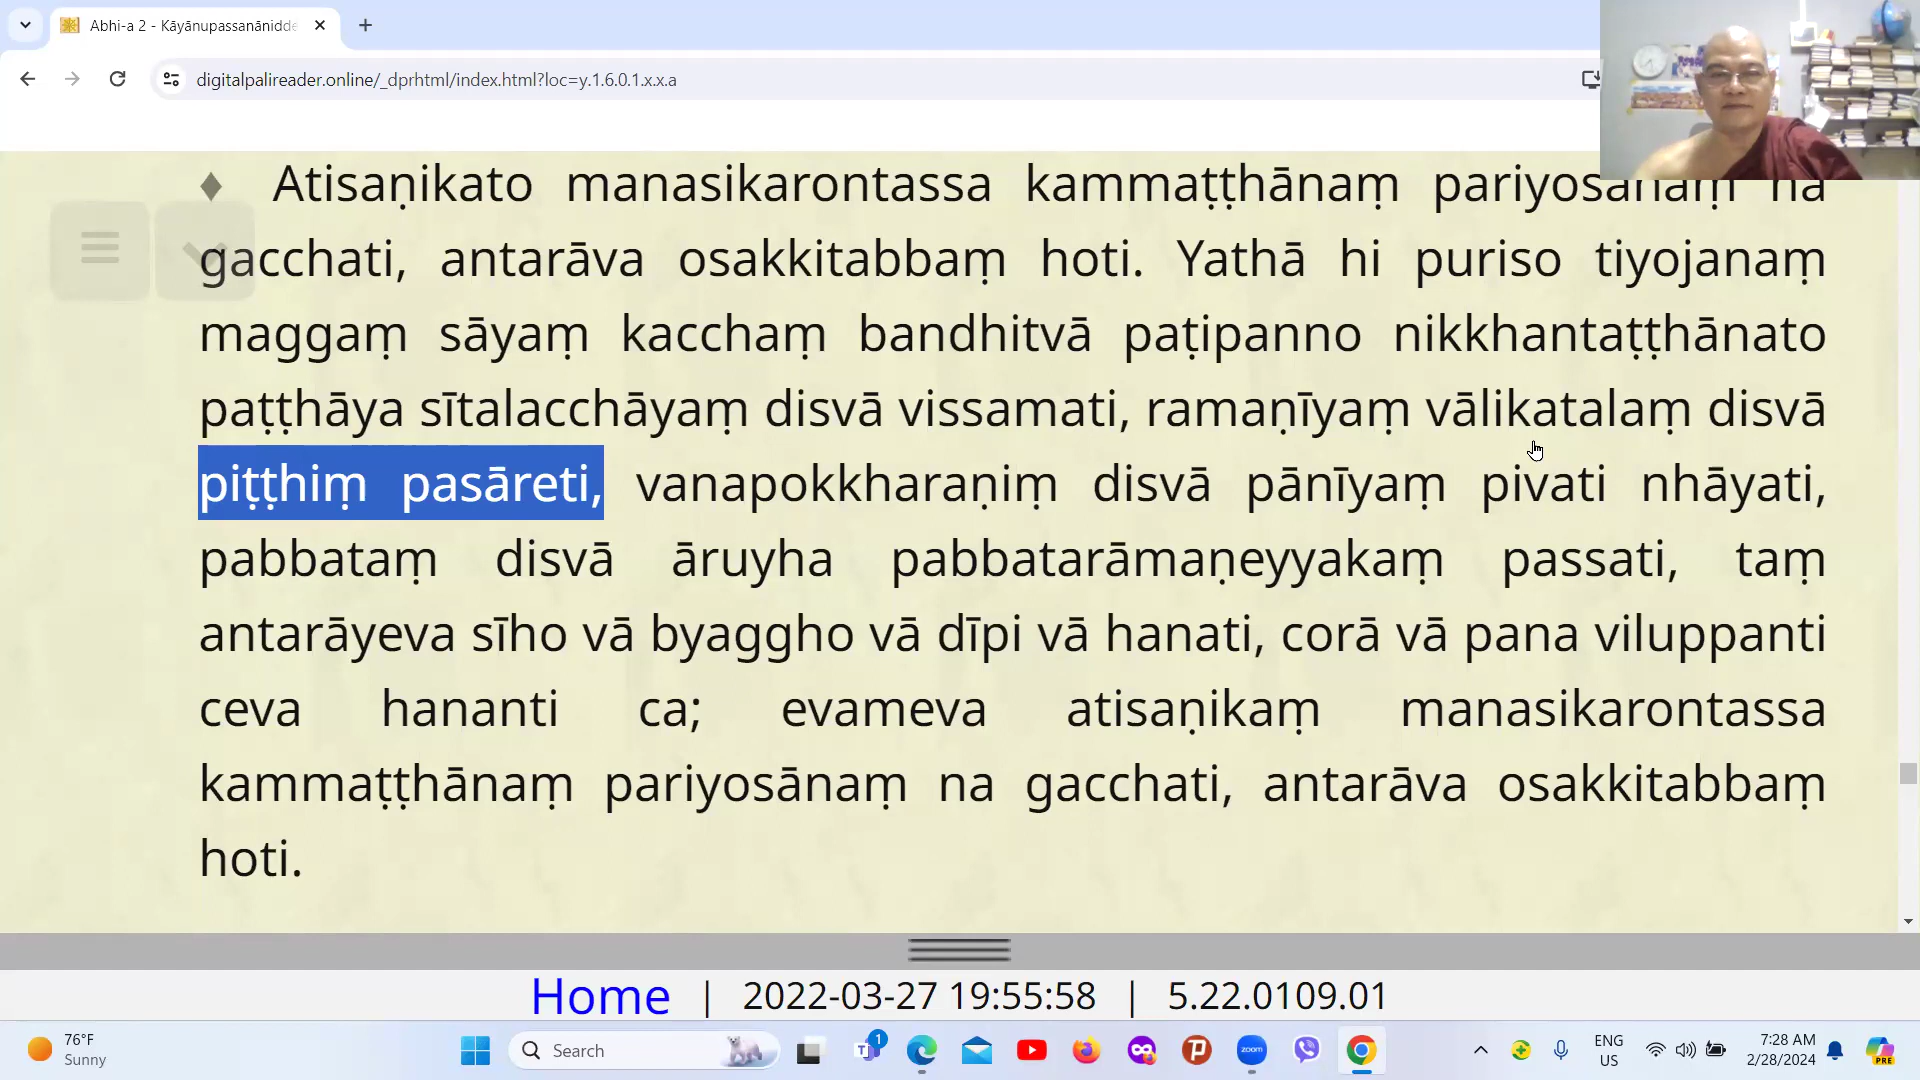 Abhi-a 2 - Kāyānupassanānidde
digitalpalireader.online/_dprhtml/index.html?loc=y.1.6.0.1.x.x.a
♦ Atisaṇikato manasikarontassa kammaṭṭhānaṃ pariyosānaṃ na
gacchati, antarāva osakkitabbaṃ hoti. Yathā hi puriso tiyojanaṃ
maggaṃ sāyaṃ kacchaṃ bandhitvā paṭipanno nikkhantaṭṭhānato
paṭṭhāya sītalacchāyaṃ disvā vissamati, ramaṇīyaṃ vālikatalaṃ disvā
piṭṭhiṃ pasāreti, vanapokkharaṇiṃ disvā pānīyaṃ pivati nhāyati,
pabbataṃ disvā āruyha pabbatarāmaṇeyyakaṃ passati, taṃ
antarāyeva sīho vā byaggho vā dīpi vā hanati, corā vā pana viluppanti
ceva hananti ca; evameva atisaṇikaṃ manasikarontassa
kammaṭṭhānaṃ pariyosānaṃ na gacchati, antarāva osakkitabbaṃ
hoti.
Home | 2022-03-27 19:55:58 | 5.22.0109.01
76°F
Sunny
Search
1
zoom
ENG
US
7:28 AM
2/28/2024
PRE